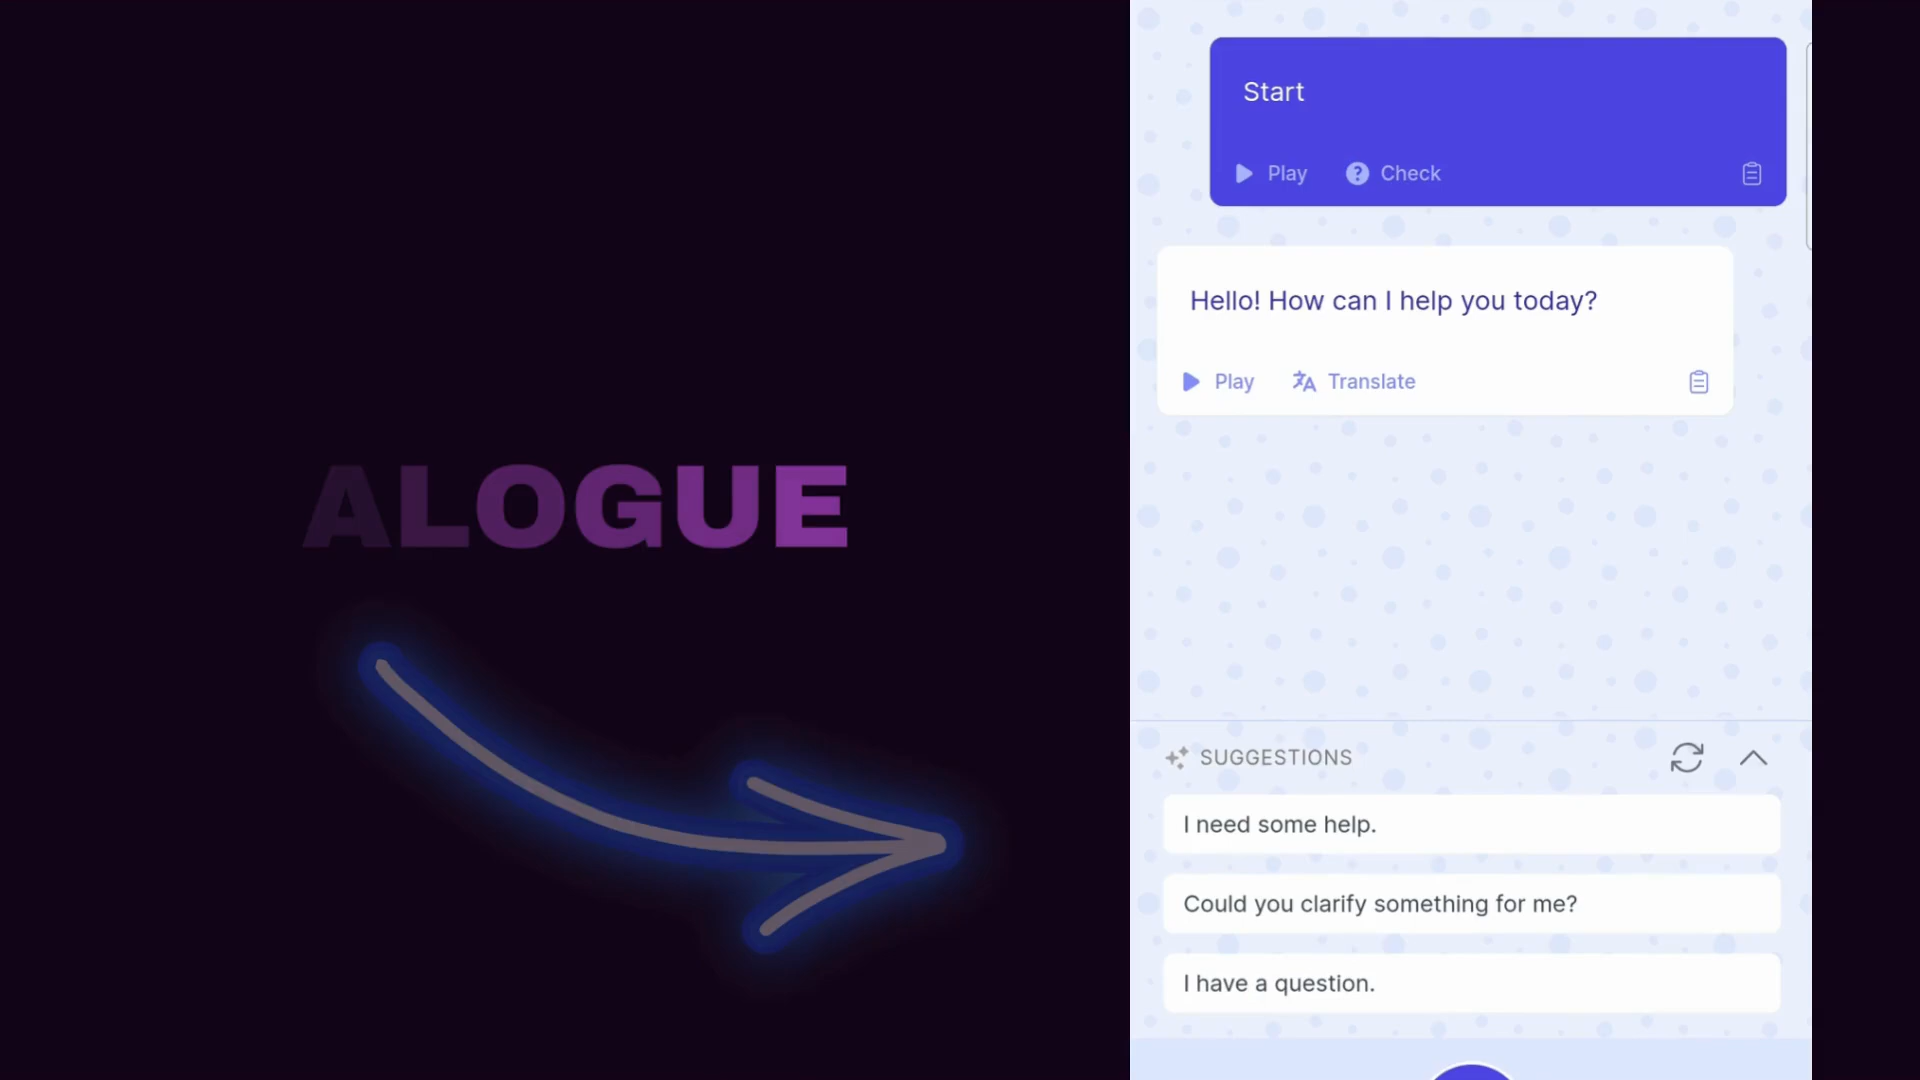 ALOGUE
Start
Play Check
Hello! How can I help you today?
Play Translate
SUGGESTIONS
I need some help.
Could you clarify something for me?
I have a question.